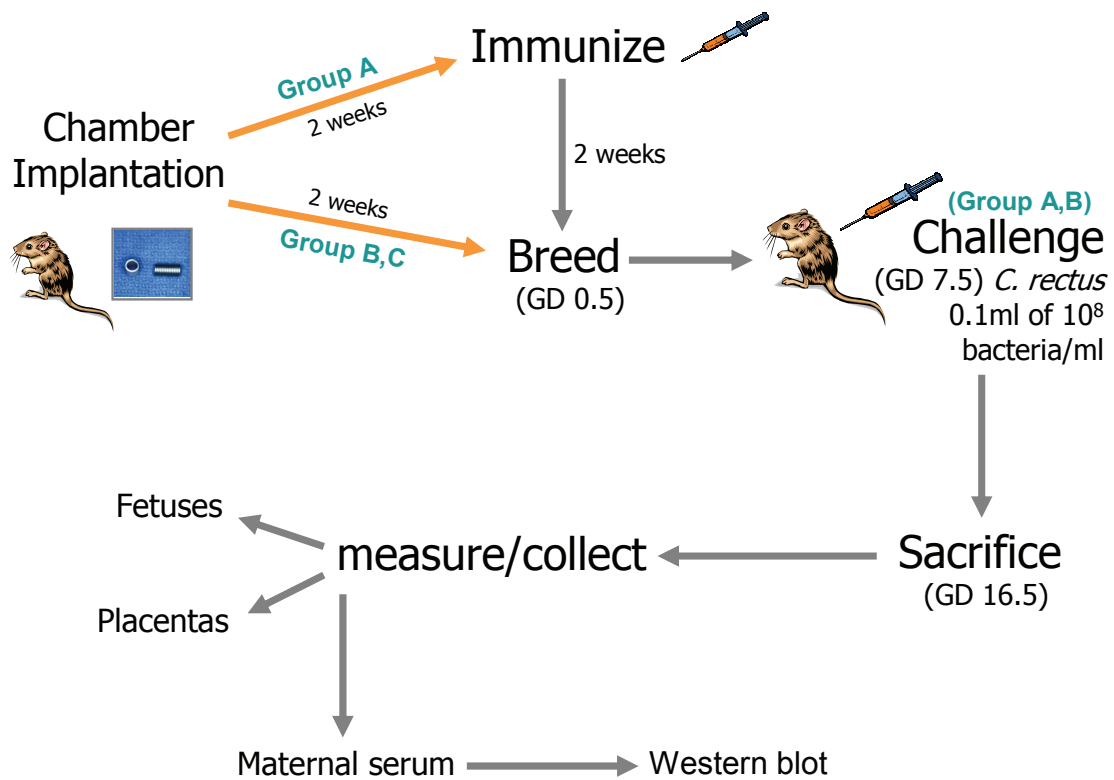 Immunize
Group A
2 weeks
Chamber
Implantation
2 weeks
2 weeks
Group B,C
Breed
(GD 0.5)
(Group A,B)
Challenge
(GD 7.5) C. rectus
0.1ml of 10⁸
bacteria/ml
Fetuses
measure/collect
Sacrifice
(GD 16.5)
Placentas
Maternal serum
Western blot